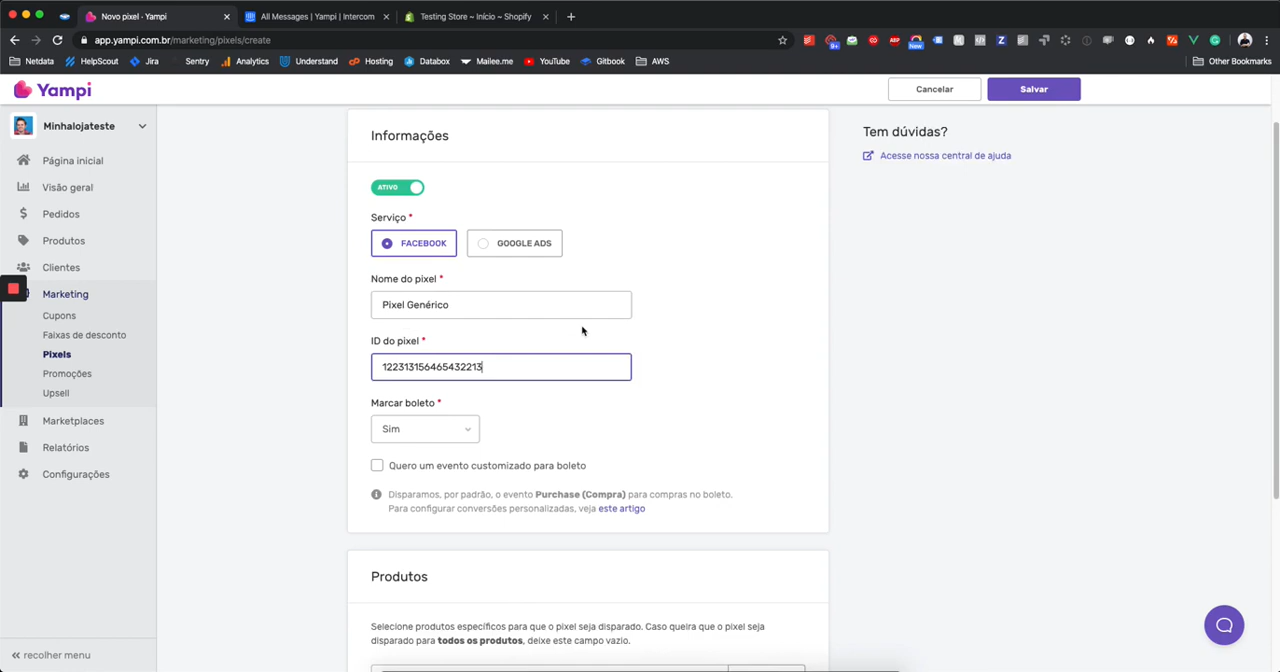 Novo pixel · Yampi
All Messages | Yampi | Intercom
Testing Store ~ Início ~ Shopify
app.yampi.com.br/marketing/pixels/create
Netdata
HelpScout
Jira
Sentry
Analytics
Understand
Hosting
Databox
Mailee.me
YouTube
Gitbook
AWS
Other Bookmarks
Yampi
Cancelar
Salvar
Minhalojateste
Página inicial
Visão geral
Pedidos
Produtos
Clientes
Marketing
Cupons
Faixas de desconto
Pixels
Promoções
Upsell
Marketplaces
Relatórios
Configurações
recolher menu
Informações
ATIVO
Serviço *
FACEBOOK
GOOGLE ADS
Nome do pixel *
Pixel Genérico
ID do pixel *
122313156465432213
Marcar boleto *
Sim
Quero um evento customizado para boleto
Disparamos, por padrão, o evento Purchase (Compra) para compras no boleto.
Para configurar conversões personalizadas, veja este artigo
Produtos
Selecione produtos específicos para que o pixel seja disparado. Caso queira que o pixel seja
disparado para todos os produtos, deixe este campo vazio.
Tem dúvidas?
Acesse nossa central de ajuda